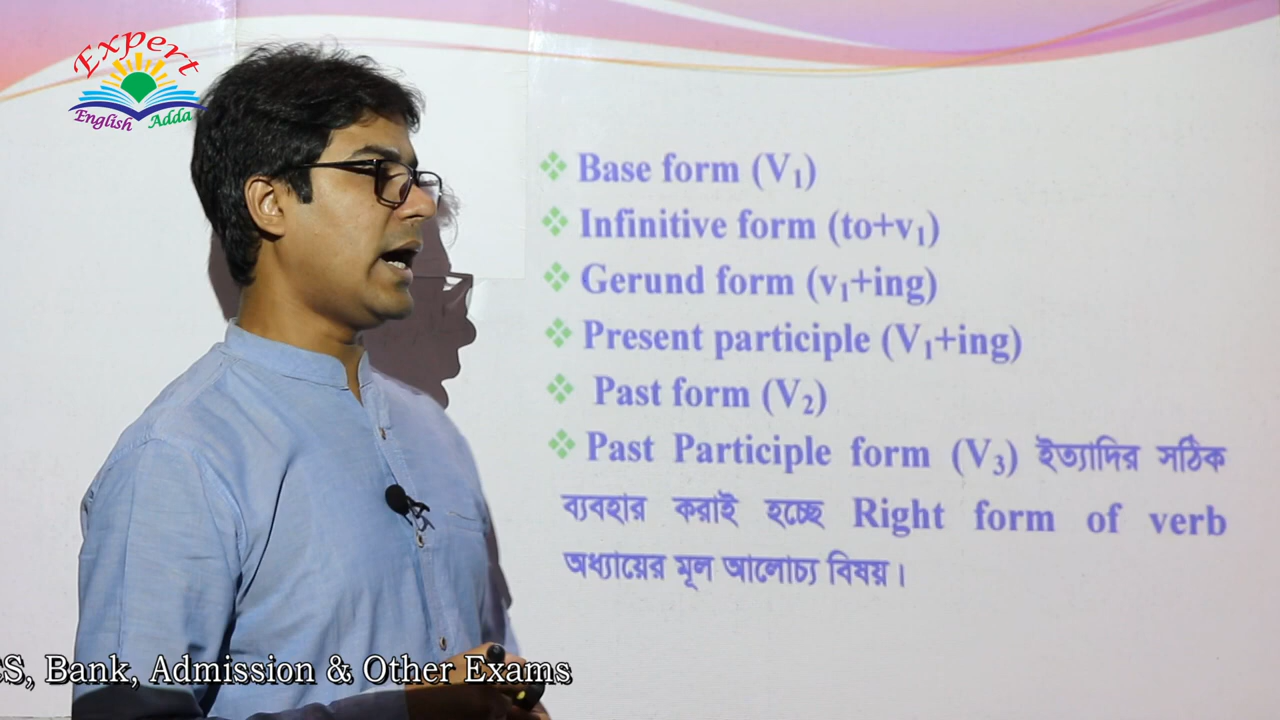 Expert
English Adda
❖ Base form (V₁)
❖ Infinitive form (to+v₁)
❖ Gerund form (v₁+ing)
❖ Present participle (V₁+ing)
❖ Past form (V₂)
❖ Past Participle form (V₃) ইত্যাদির সঠিক
ব্যবহার করাই হচ্ছে Right form of verb
অধ্যায়ের মূল আলোচ্য বিষয়।
Bank, Admission & Other Exams